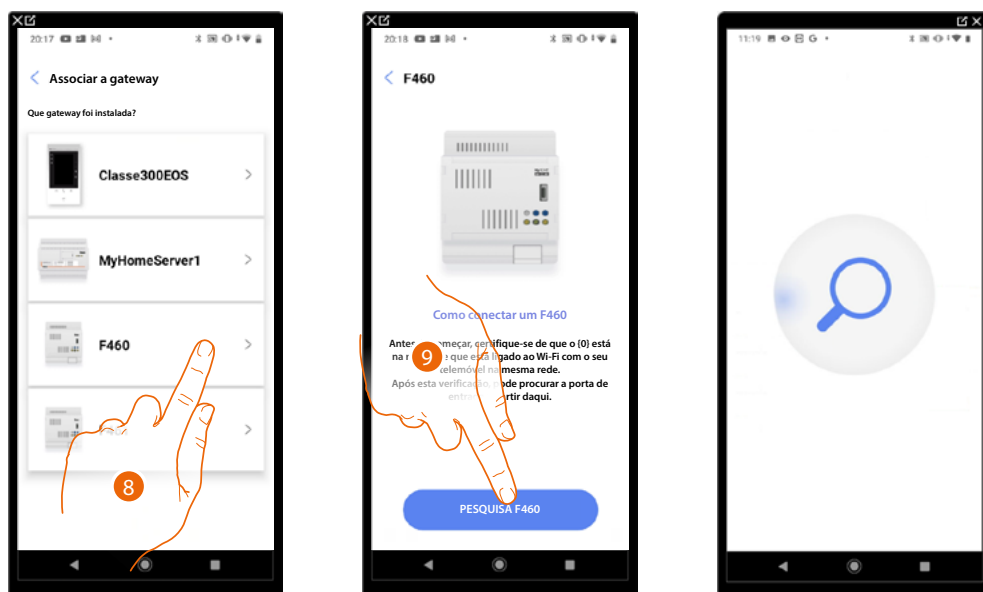 20:17
Associar a gateway
Que gateway foi instalada?
Classe300EOS
MyHomeServer1
F460
8
20:18
F460
Como conectar um F460
Antes começar, certifique-se de que o {0} está
na que está ligado ao Wi-Fi com o seu
telemóvel na mesma rede.
Após esta verificação, pode procurar a porta de
rtir daqui.
9
PESQUISA F460
11:19
G